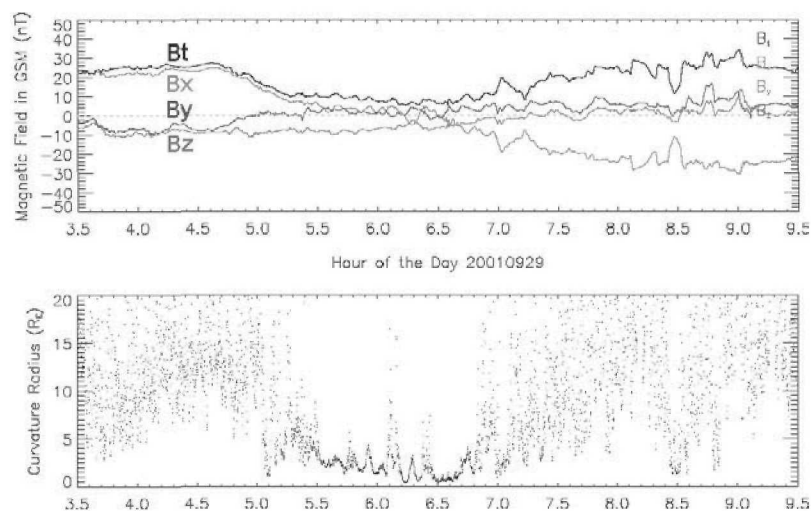 Magnetic Field in GSM (nT)
50
40
30
20
10
0
−10
−20
−30
−40
−50
Bt
Bx
By
Bz
Bt
B
By
B
3.5 4.0 4.5 5.0 5.5 6.0 6.5 7.0 7.5 8.0 8.5 9.0 9.5
Hour of the Day 20010929
Curvature Radius (RE)
20
15
10
5
0
3.5 4.0 4.5 5.0 5.5 6.0 6.5 7.0 7.5 8.0 8.5 9.0 9.5